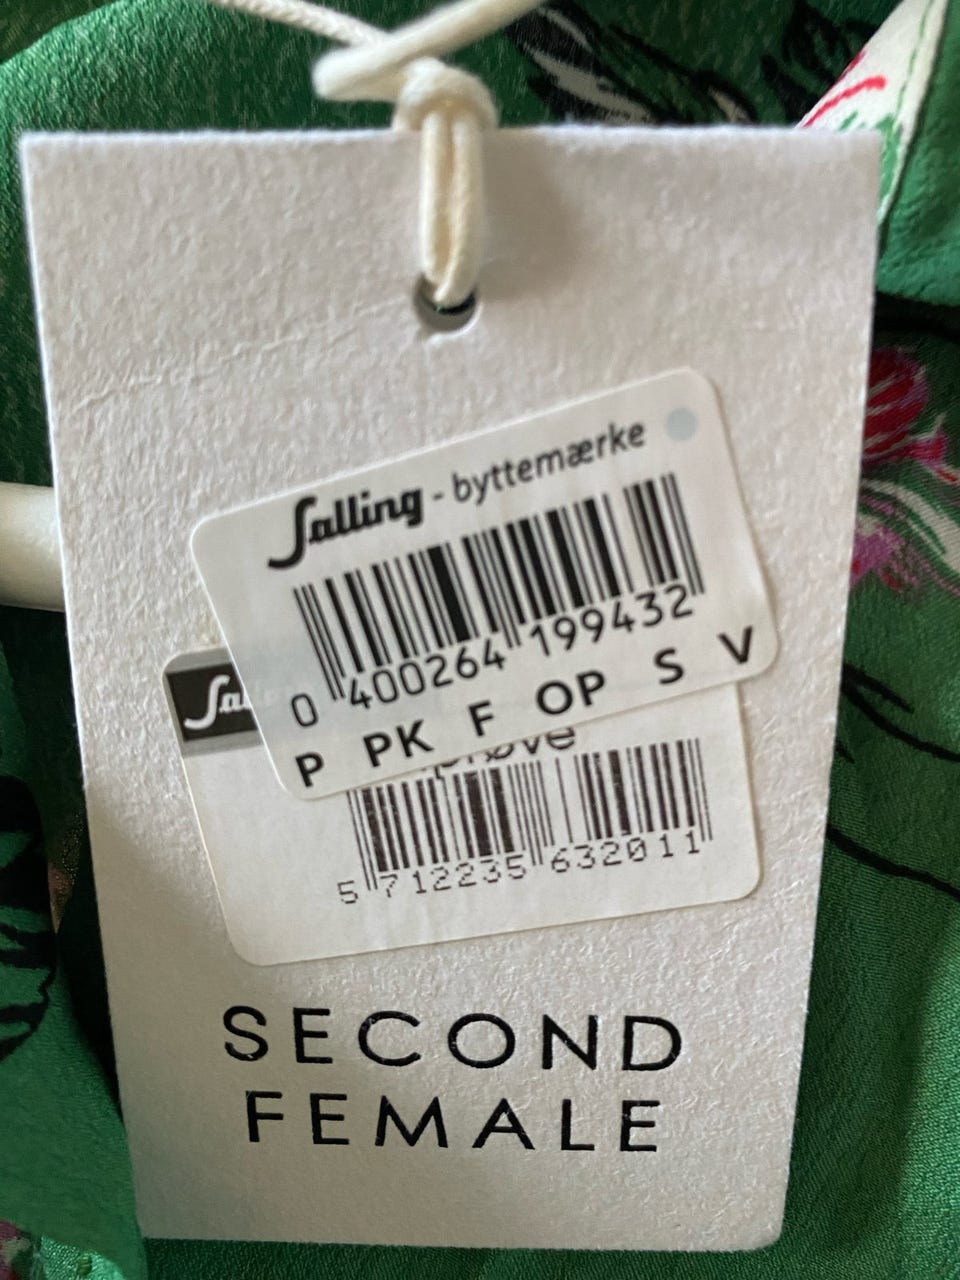 Salling - byttemærke
0 400264 199432
P PK F OP S V
5 712235 632011
SECOND
FEMALE